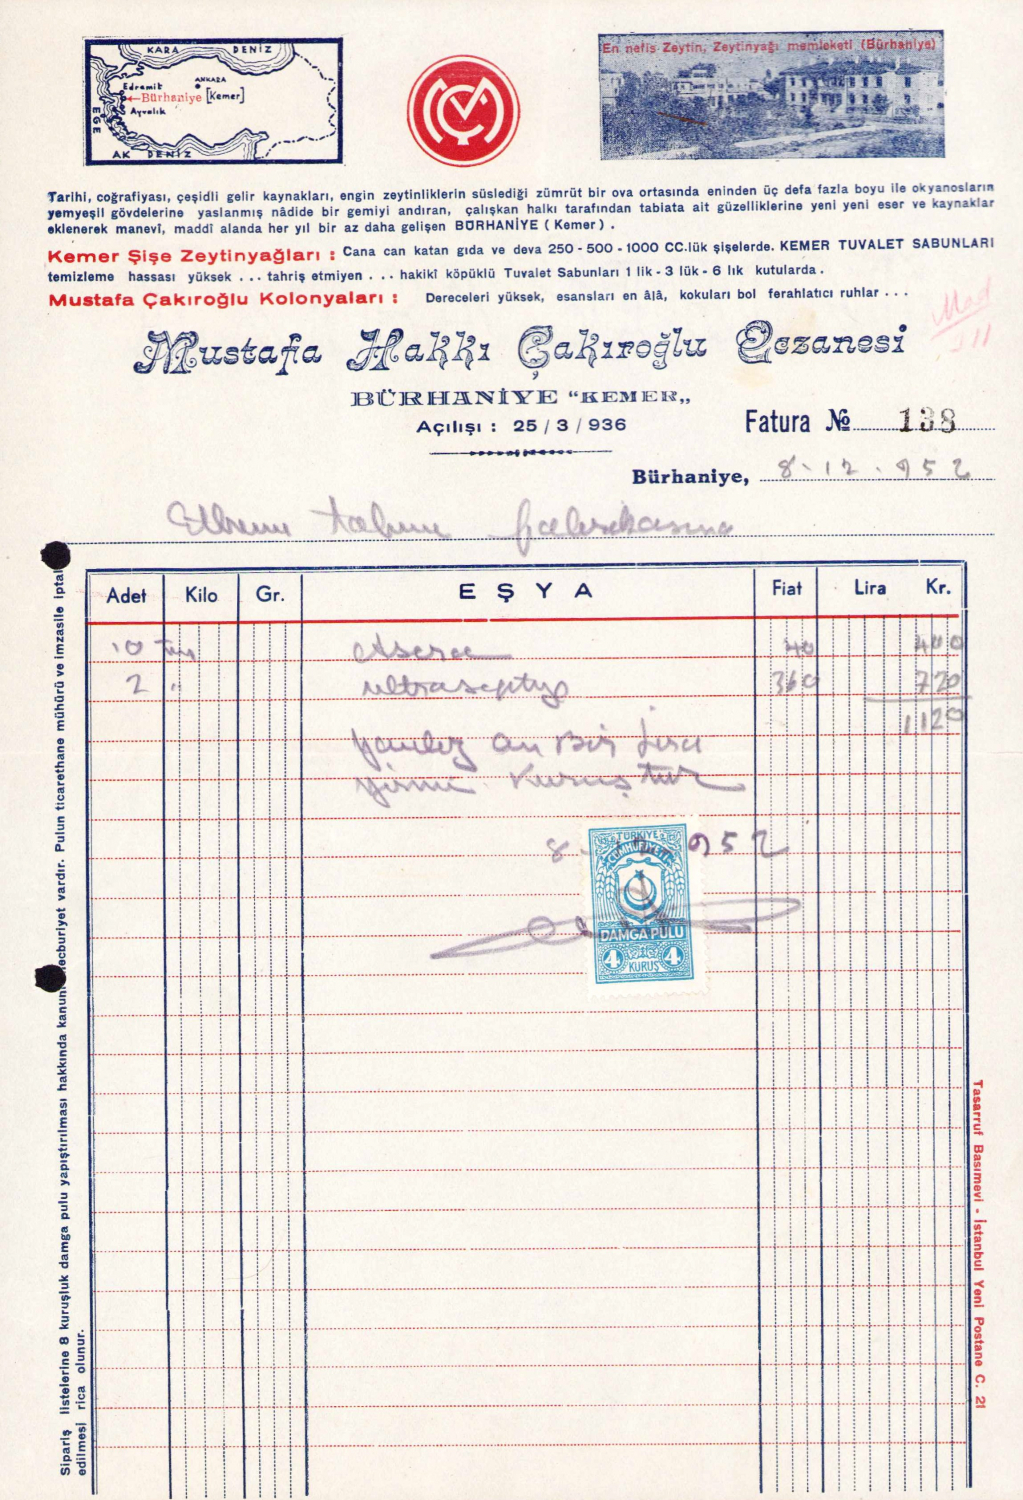 KARA DENİZ
ANKARA
Edramit
Bürhaniye [Kemer]
Ayvalık
EGE
AK DENİZ
MÇ
En nefis Zeytin, Zeytinyağı memleketi (Bürhaniye)
Tarihi, coğrafiyası, çeşidli gelir kaynakları, engin zeytinliklerin süslediği zümrüt bir ova ortasında eninden üç defa fazla boyu ile okyanosların
yemyeşil gövdelerine yaslanmış nâdide bir gemiyi andıran, çalışkan halkı tarafından tabiata ait güzelliklerine yeni yeni eser ve kaynaklar
eklenerek manevî, maddî alanda her yıl bir az daha gelişen BÜRHANİYE (Kemer).
Kemer Şişe Zeytinyağları : Cana can katan gıda ve deva 250 - 500 - 1000 CC.lük şişelerde. KEMER TUVALET SABUNLARI
temizleme hassası yüksek ... tahriş etmiyen ... hakikî köpüklü Tuvalet Sabunları 1 lik - 3 lük - 6 lık kutularda.
Mustafa Çakıroğlu Kolonyaları : Dereceleri yüksek, esansları en âlâ, kokuları bol ferahlatıcı ruhlar ...
Mustafa Hakkı Çakıroğlu Eczanesi
BÜRHANİYE "KEMER„
Açılışı : 25 / 3 / 936
Fatura № 138
Bürhaniye, 8-12-952
fabrikasına
Adet Kilo Gr. EŞYA Fiat Lira Kr.
10 40 400
2 " ultraseptyp 360 720
1120
Yanlız on Bir Lira
yirmi Kuruştur
8- 952
TÜRKİYE
CÜMHURİYETİ
DAMGA PULU
4 KURUŞ 4
Sipariş listelerine 8 kuruşluk damga pulu yapıştırılması hakkında kanunî mecburiyet vardır. Pulun ticarethane mühürü ve imzasile iptal
edilmesi rica olunur.
Tasarruf Basımevi - İstanbul Yeni Postane C. 21